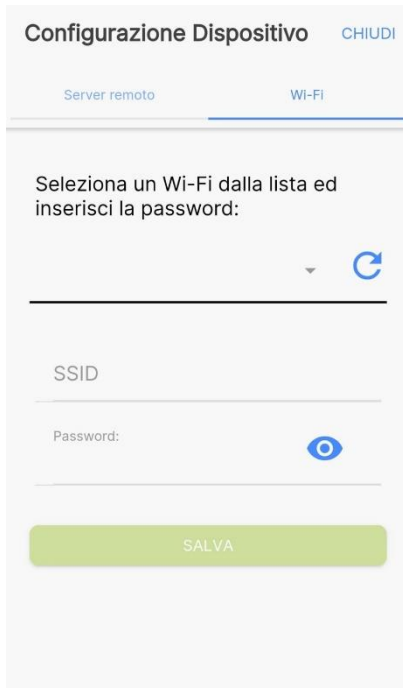 Configurazione Dispositivo CHIUDI
Server remoto Wi-Fi
Seleziona un Wi-Fi dalla lista ed
inserisci la password:
SSID
Password:
SALVA